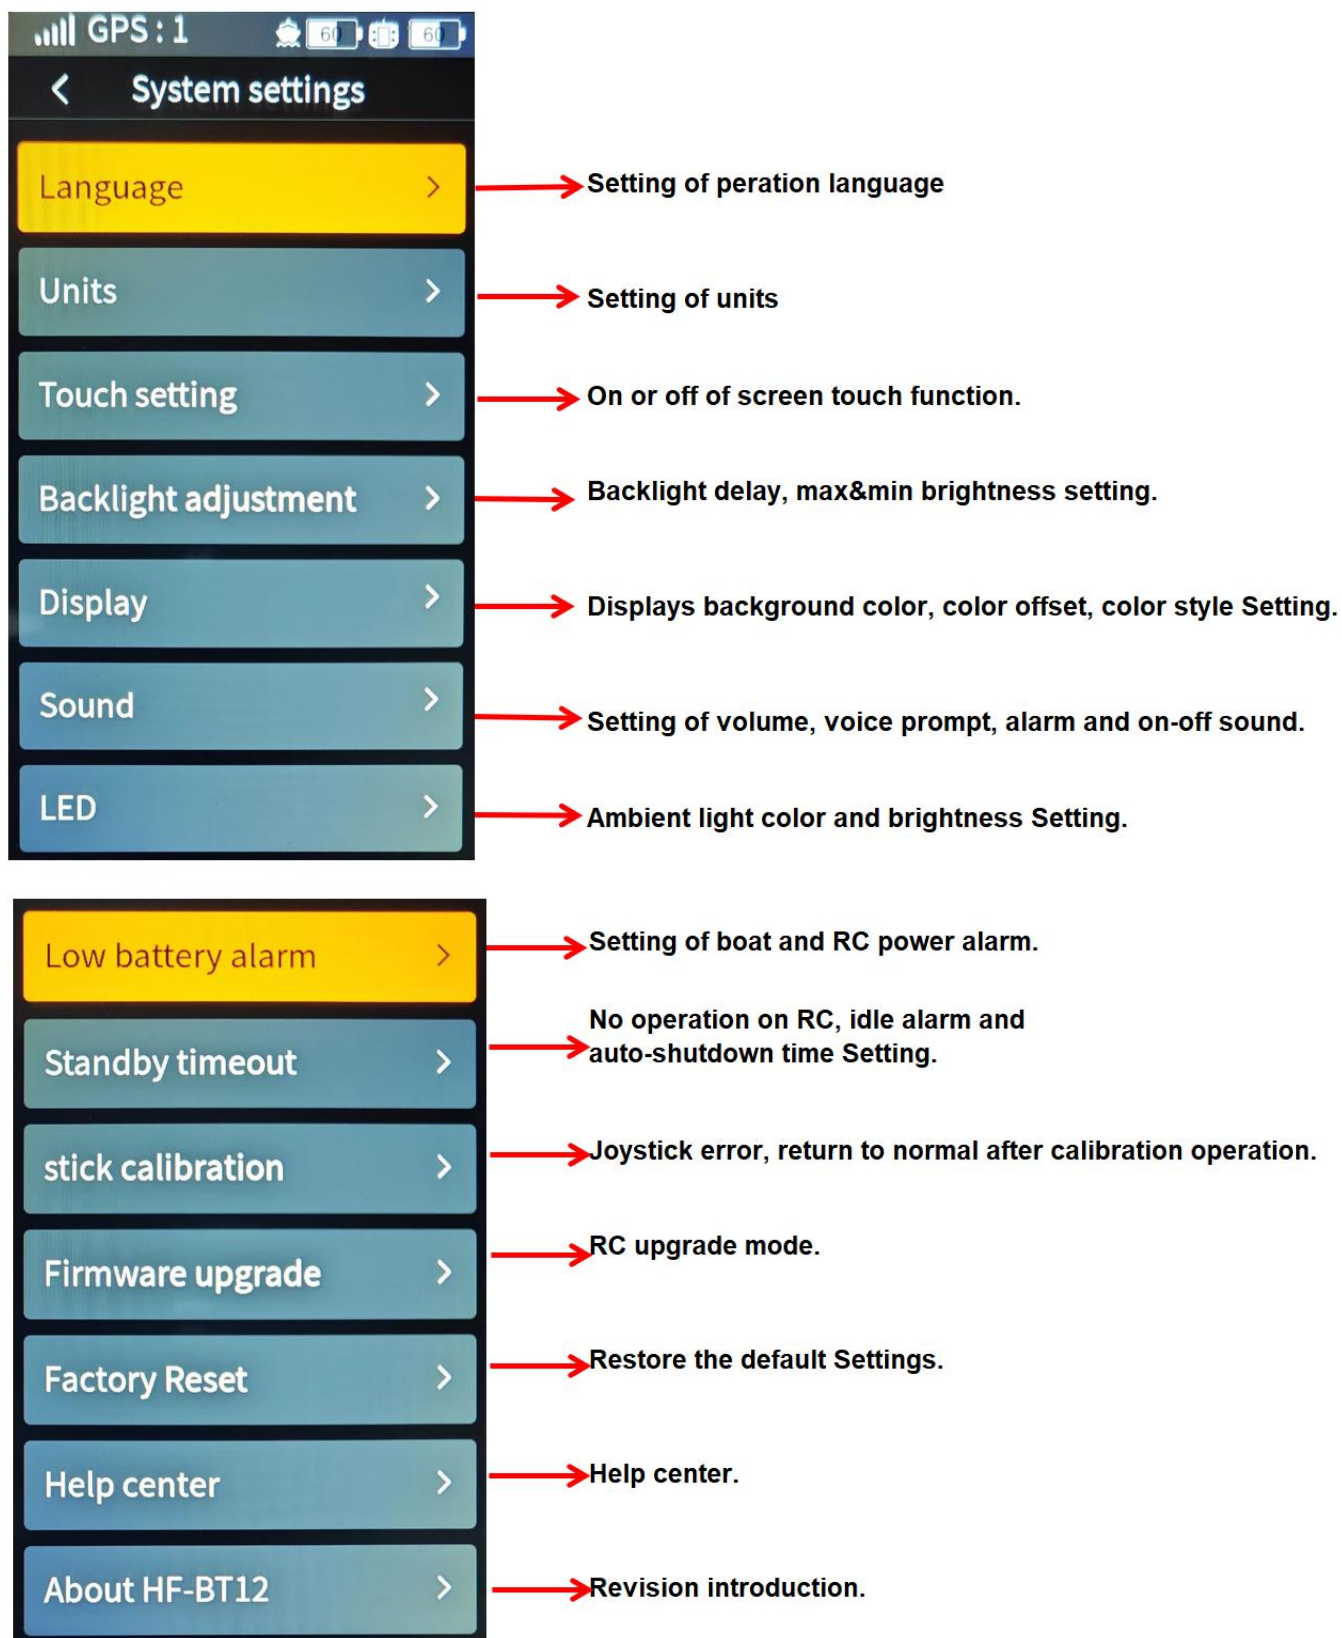 GPS : 1 60 60
System settings
Language
Setting of peration language
Units
Setting of units
Touch setting
On or off of screen touch function.
Backlight adjustment
Backlight delay, max&min brightness setting.
Display
Displays background color, color offset, color style Setting.
Sound
Setting of volume, voice prompt, alarm and on-off sound.
LED
Ambient light color and brightness Setting.
Low battery alarm
Setting of boat and RC power alarm.
Standby timeout
No operation on RC, idle alarm and
auto-shutdown time Setting.
stick calibration
Joystick error, return to normal after calibration operation.
Firmware upgrade
RC upgrade mode.
Factory Reset
Restore the default Settings.
Help center
Help center.
About HF-BT12
Revision introduction.